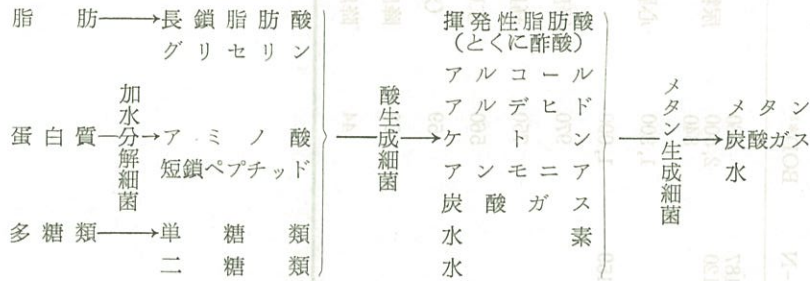 脂肪→長鎖脂肪酸
グリセリン
加水分解細菌
蛋白質→アミノ酸
短鎖ペプチッド
多糖類→単糖類
二糖類
酸生成細菌
揮発性脂肪酸
(とくに酢酸)
アルコール
アルデヒド
ケトン
アンモニア
炭酸ガス
水素
水
メタン生成細菌
メタン
炭酸ガス
水